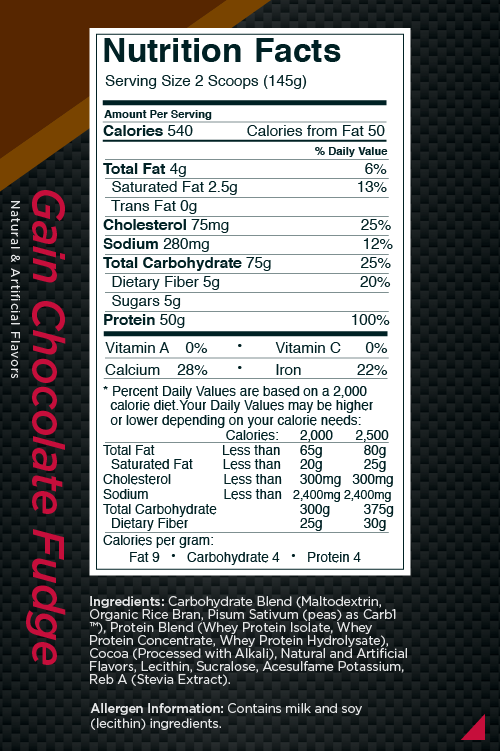 Nutrition Facts
Serving Size 2 Scoops (145g)
Amount Per Serving
Calories 540 Calories from Fat 50
% Daily Value
Total Fat 4g 6%
Saturated Fat 2.5g 13%
Trans Fat 0g
Cholesterol 75mg 25%
Sodium 280mg 12%
Total Carbohydrate 75g 25%
Dietary Fiber 5g 20%
Sugars 5g
Protein 50g 100%
Vitamin A 0% • Vitamin C 0%
Calcium 28% • Iron 22%
* Percent Daily Values are based on a 2,000
calorie diet.Your Daily Values may be higher
or lower depending on your calorie needs:
Calories: 2,000 2,500
Total Fat Less than 65g 80g
Saturated Fat Less than 20g 25g
Cholesterol Less than 300mg 300mg
Sodium Less than 2,400mg 2,400mg
Total Carbohydrate 300g 375g
Dietary Fiber 25g 30g
Calories per gram:
Fat 9 • Carbohydrate 4 • Protein 4
Gain Chocolate Fudge
Natural & Artificial Flavors
Ingredients: Carbohydrate Blend (Maltodextrin,
Organic Rice Bran, Pisum Sativum (peas) as Carb1
™), Protein Blend (Whey Protein Isolate, Whey
Protein Concentrate, Whey Protein Hydrolysate),
Cocoa (Processed with Alkali), Natural and Artificial
Flavors, Lecithin, Sucralose, Acesulfame Potassium,
Reb A (Stevia Extract).
Allergen Information: Contains milk and soy
(lecithin) ingredients.